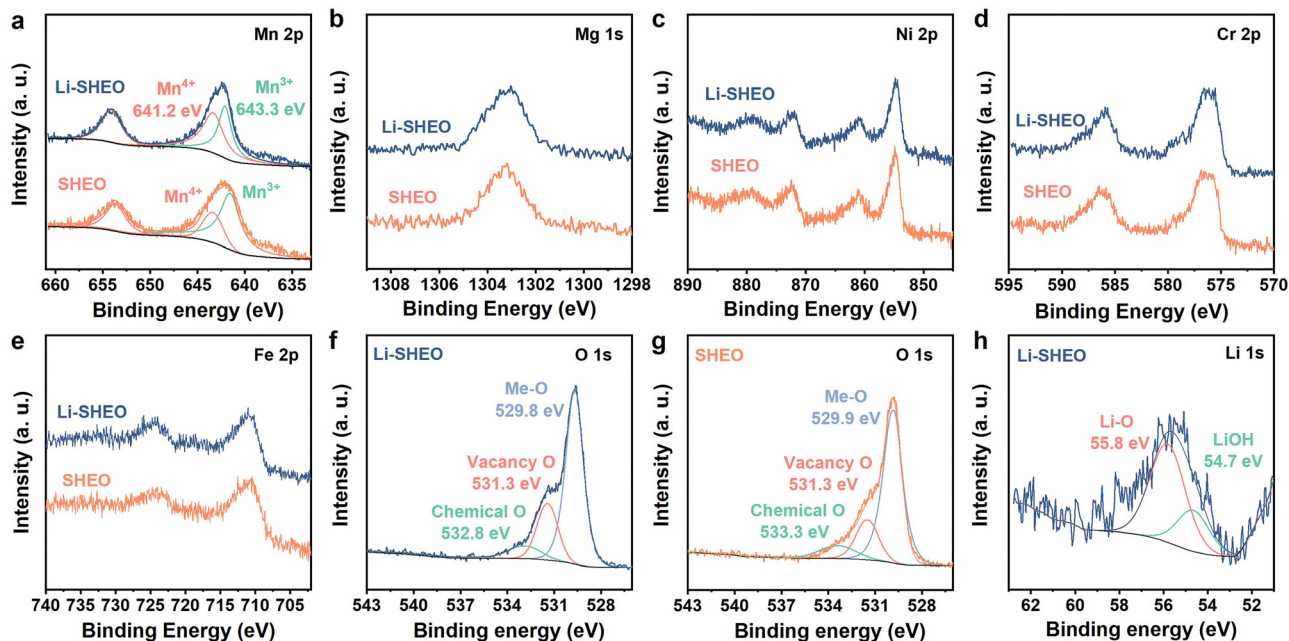 a
Mn 2p
Li-SHEO
Mn4+
641.2 eV
Mn3+
643.3 eV
SHEO
Mn4+
Mn3+
Intensity (a. u.)
660 655 650 645 640 635
Binding energy (eV)
b
Mg 1s
Li-SHEO
SHEO
Intensity (a. u.)
1308 1306 1304 1302 1300 1298
Binding Energy (eV)
c
Ni 2p
Li-SHEO
SHEO
Intensity (a. u.)
890 880 870 860 850
Binding Energy (eV)
d
Cr 2p
Li-SHEO
SHEO
Intensity (a. u.)
595 590 585 580 575 570
Binding Energy (eV)
e
Fe 2p
Li-SHEO
SHEO
Intensity (a. u.)
740 730 725 715 710 705
Binding Energy (eV)
f
Li-SHEO
O 1s
Me-O
529.8 eV
Vacancy O
531.3 eV
Chemical O
532.8 eV
Intensity (a. u.)
543 540 537 534 531 528
Binding energy (eV)
g
SHEO
O 1s
Me-O
529.9 eV
Vacancy O
531.3 eV
Chemical O
533.3 eV
Intensity (a. u.)
543 540 537 534 531 528
Binding energy (eV)
h
Li-SHEO
Li 1s
Li-O
55.8 eV
LiOH
54.7 eV
Intensity (a. u.)
62 60 58 56 54 52
Binding energy (eV)